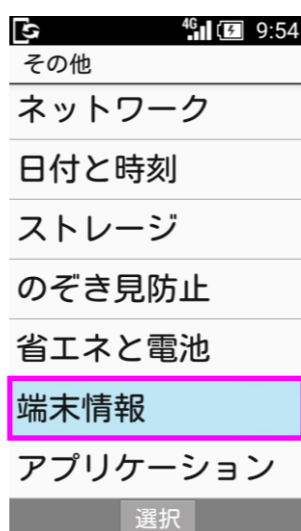 4G 9:54
その他
ネットワーク
日付と時刻
ストレージ
のぞき見防止
省エネと電池
端末情報
アプリケーション
選択